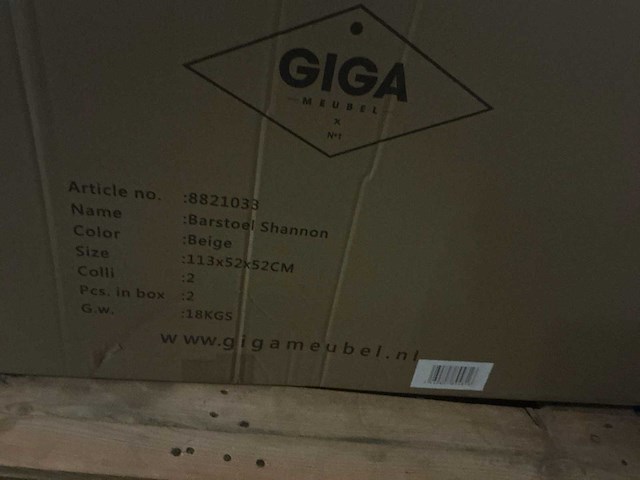 GIGA
MEUBEL
Nº1
Article no. :8821033
Name :Barstoel Shannon
Color :Beige
Size :113x52x52CM
Colli :2
Pcs. in box :2
G.w. :18KGS
www.gigameubel.nl